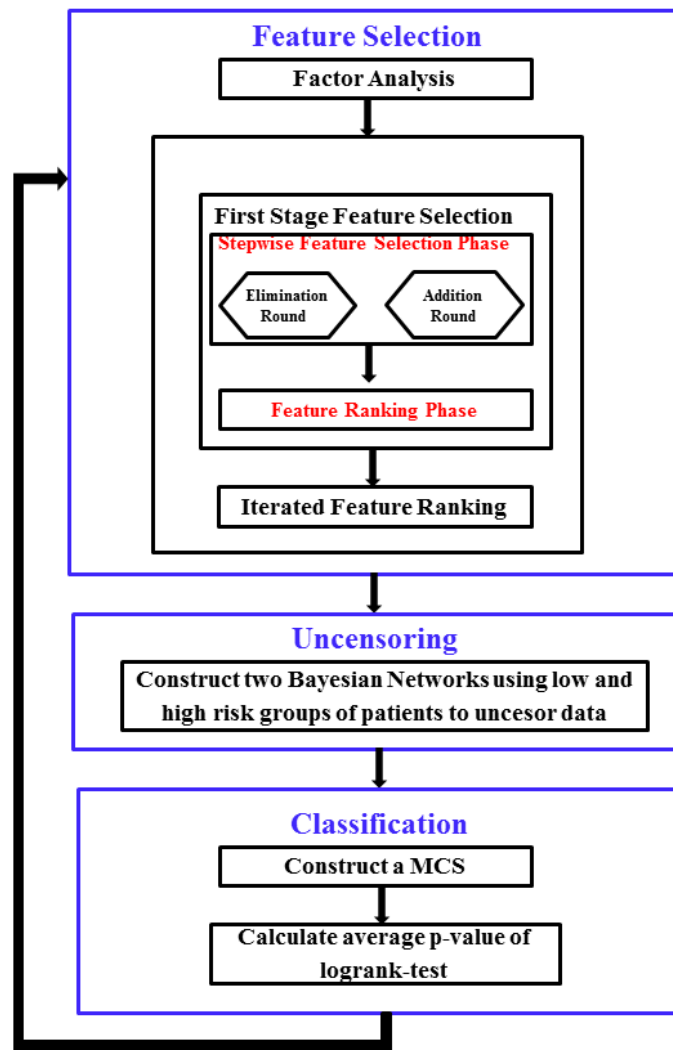 Feature Selection
Factor Analysis
First Stage Feature Selection
Stepwise Feature Selection Phase
Elimination
Round
Addition
Round
Feature Ranking Phase
Iterated Feature Ranking
Uncensoring
Construct two Bayesian Networks using low and
high risk groups of patients to uncesor data
Classification
Construct a MCS
Calculate average p-value of
logrank-test